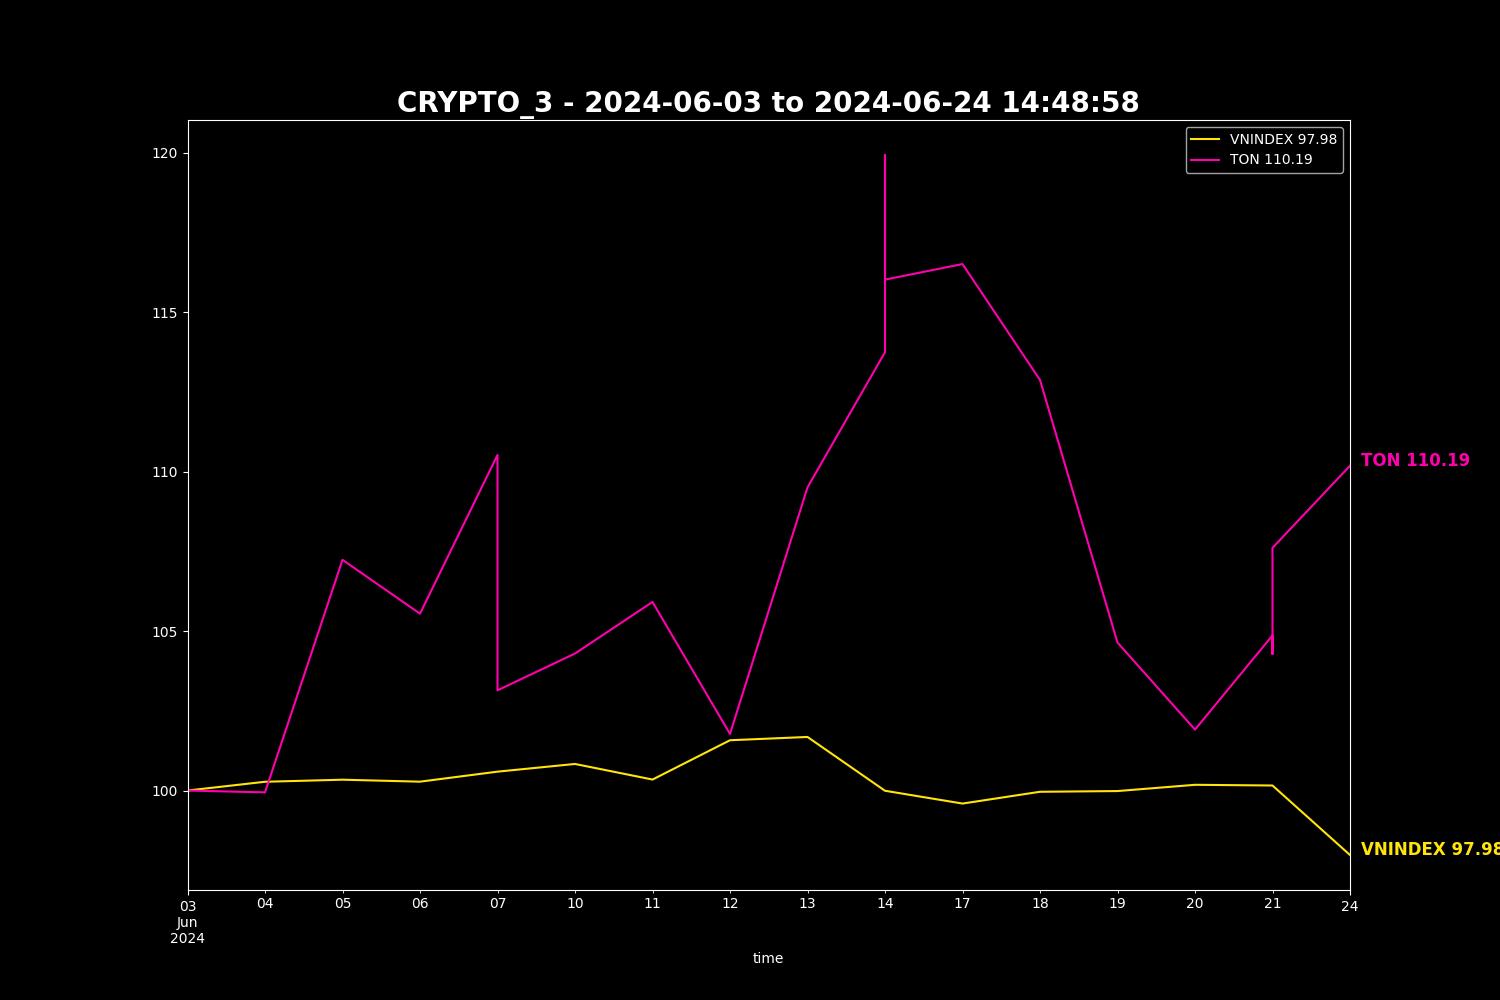 CRYPTO_3 - 2024-06-03 to 2024-06-24 14:48:58
VNINDEX 97.98
TON 110.19
120
115
110
105
100
TON 110.19
VNINDEX 97.98
03 04 05 06 07 10 11 12 13 14 17 18 19 20 21 24
Jun
2024
time